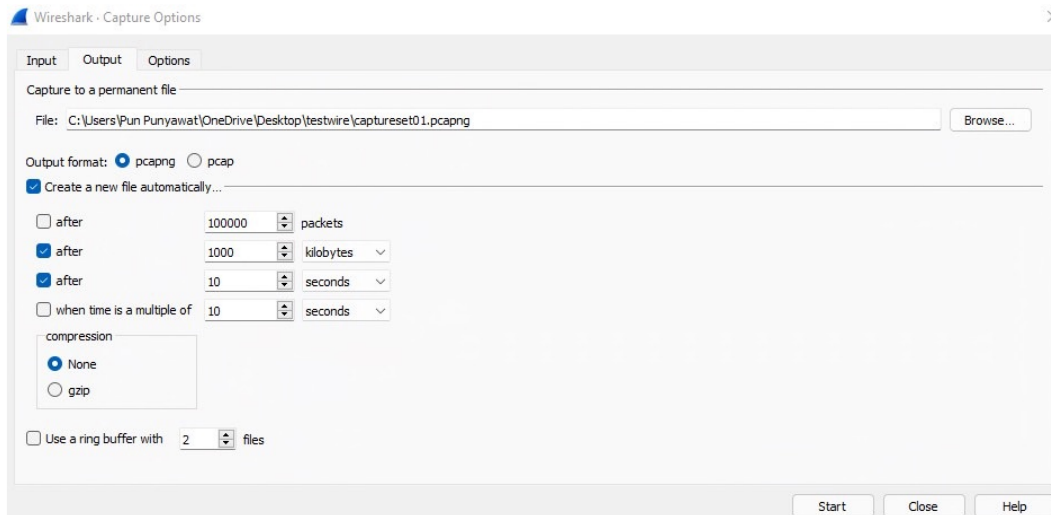 Wireshark · Capture Options
Input Output Options
Capture to a permanent file
File: C:\Users\Pun Punyawat\OneDrive\Desktop\testwire\captureset01.pcapng Browse...
Output format: pcapng pcap
Create a new file automatically...
after 100000 packets
after 1000 kilobytes
after 10 seconds
when time is a multiple of 10 seconds
compression
None
gzip
Use a ring buffer with 2 files
Start Close Help